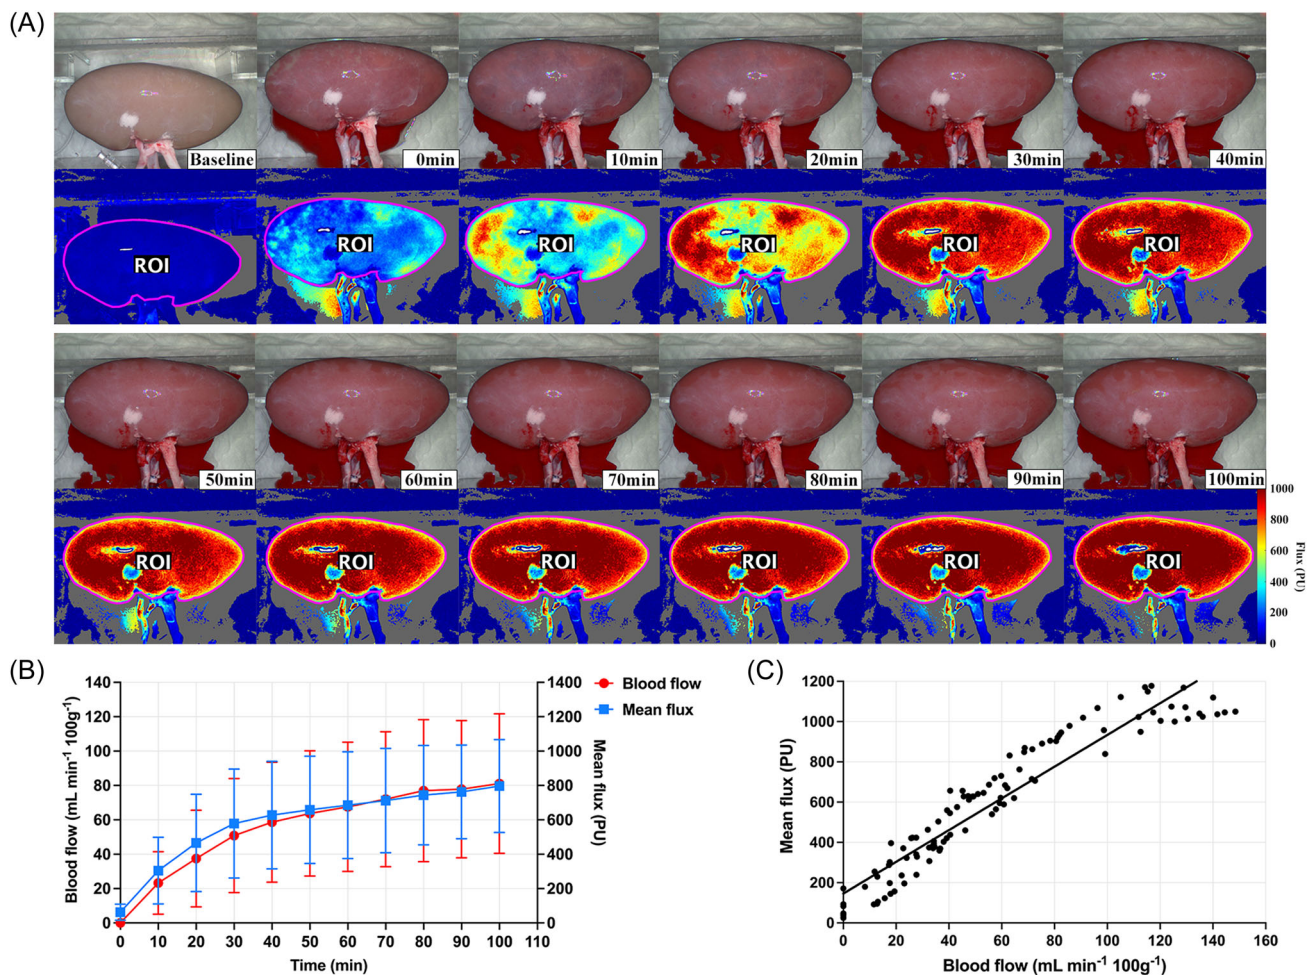 (A)
Baseline
0min
10min
20min
30min
40min
ROI
ROI
ROI
ROI
ROI
ROI
50min
60min
70min
80min
90min
100min
ROI
ROI
ROI
ROI
ROI
ROI
1000
800
600
400
200
0
Flux (PU)
(B)
Blood flow
Mean flux
Blood flow (mL min⁻¹ 100g⁻¹)
140
120
100
80
60
40
20
0
1400
1200
1000
800
600
400
200
0
Mean flux
(PU)
0 10 20 30 40 50 60 70 80 90 100 110
Time (min)
(C)
Mean flux (PU)
1200
1000
800
600
400
200
0
0 20 40 60 80 100 120 140 160
Blood flow (mL min⁻¹ 100g⁻¹)